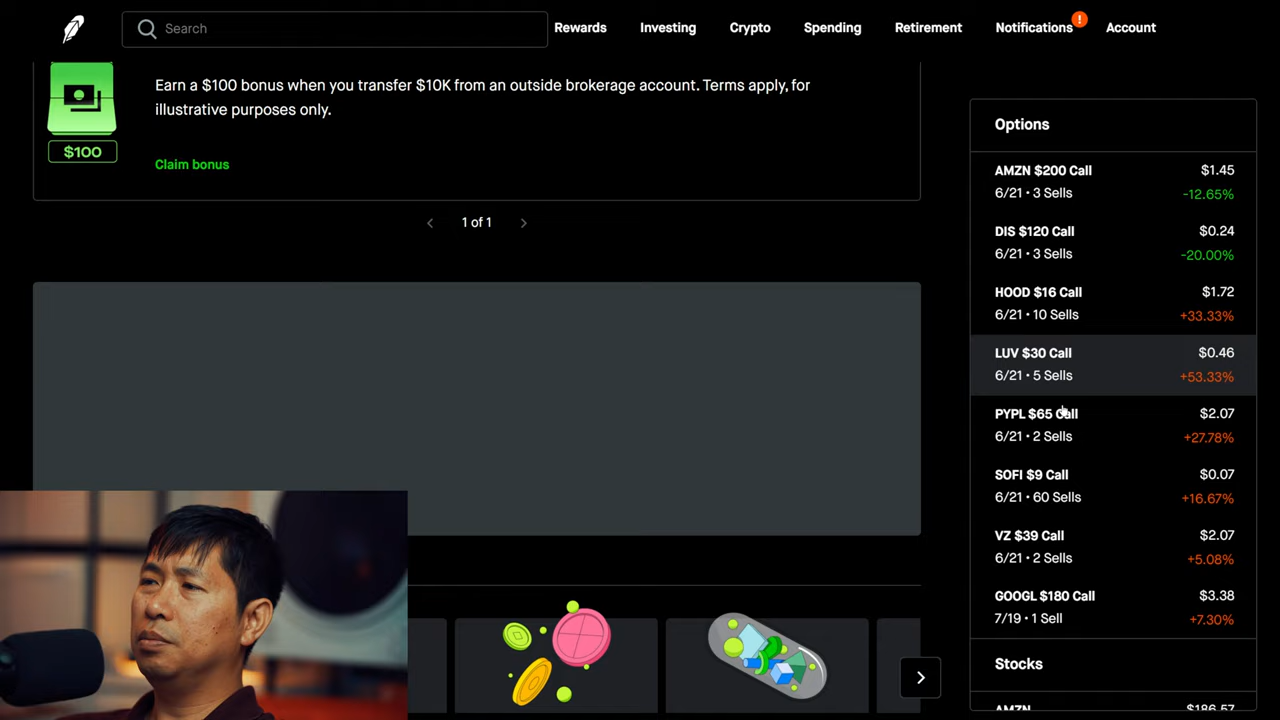 Search
Rewards
Investing
Crypto
Spending
Retirement
Notifications
!
Account
Earn a $100 bonus when you transfer $10K from an outside brokerage account. Terms apply, for
illustrative purposes only.
$100
Claim bonus
1 of 1
Options
AMZN $200 Call $1.45
6/21 • 3 Sells -12.65%
DIS $120 Call $0.24
6/21 • 3 Sells -20.00%
HOOD $16 Call $1.72
6/21 • 10 Sells +33.33%
LUV $30 Call $0.46
6/21 • 5 Sells +53.33%
PYPL $65 Call $2.07
6/21 • 2 Sells +27.78%
SOFI $9 Call $0.07
6/21 • 60 Sells +16.67%
VZ $39 Call $2.07
6/21 • 2 Sells +5.08%
GOOGL $180 Call $3.38
7/19 • 1 Sell +7.30%
Stocks
AMZN $186.57